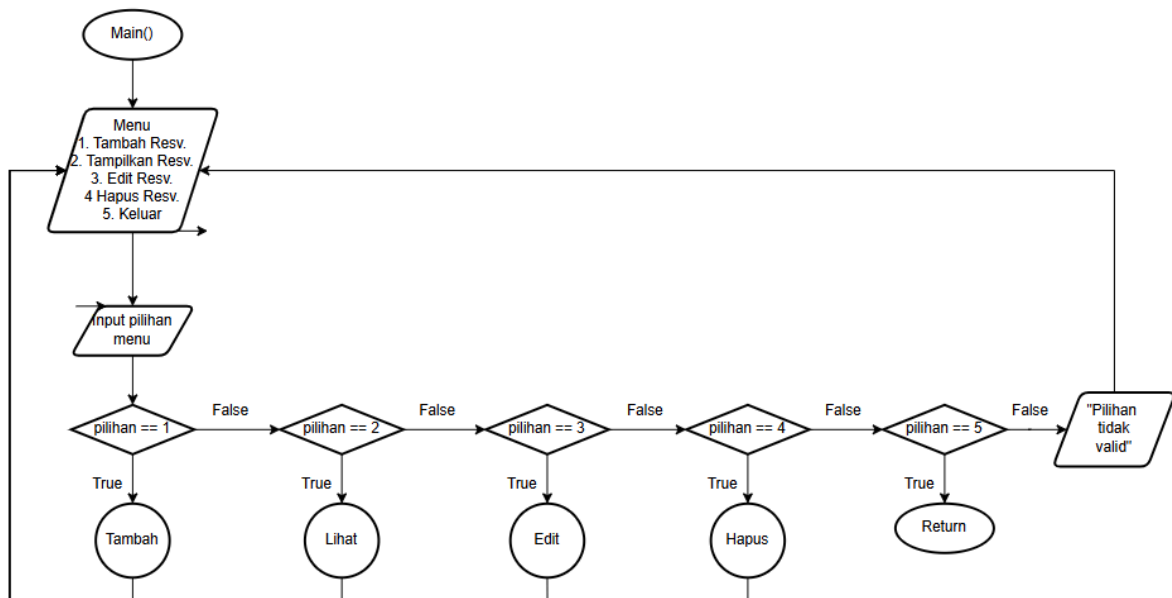 Main()
Menu
1. Tambah Resv.
2. Tampilkan Resv.
3. Edit Resv.
4 Hapus Resv.
5. Keluar
Input pilihan
menu
pilihan == 1
False
pilihan == 2
False
pilihan == 3
False
pilihan == 4
False
pilihan == 5
False
"Pilihan
tidak
valid"
True
True
True
True
True
Tambah
Lihat
Edit
Hapus
Return